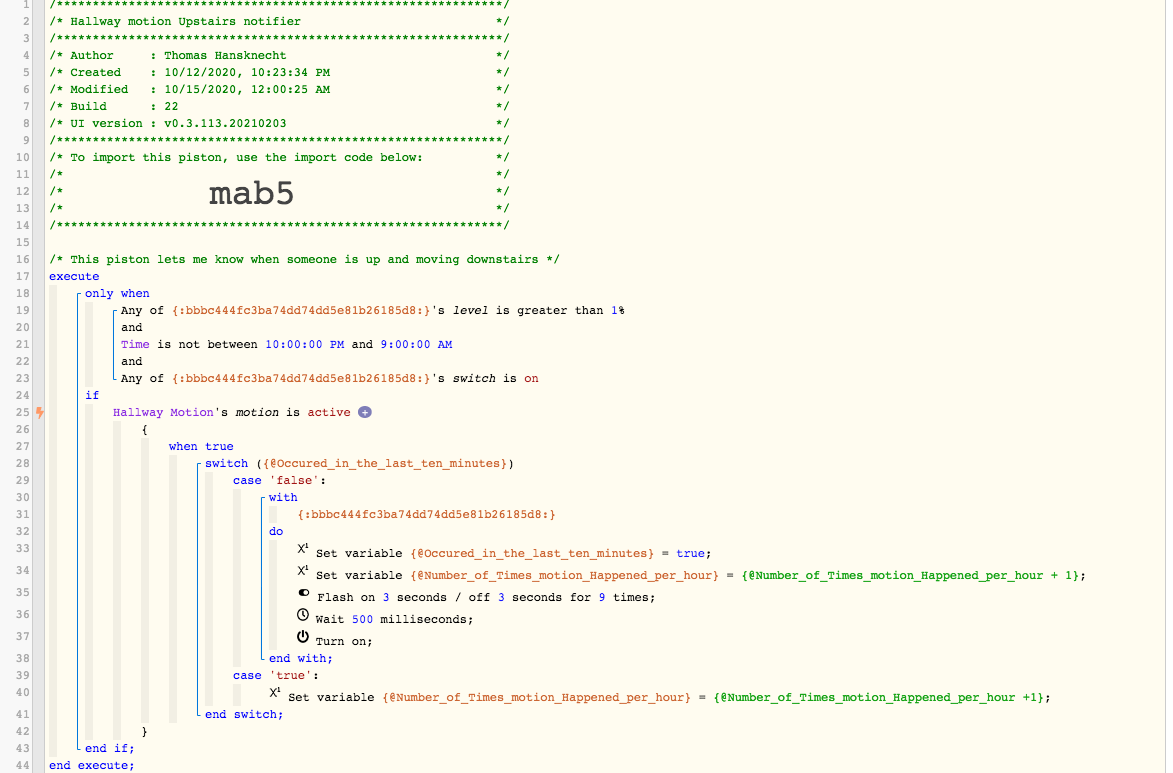 1 /**************************************************************/
2 /* Hallway motion Upstairs notifier */
3 /**************************************************************/
4 /* Author : Thomas Hansknecht */
5 /* Created : 10/12/2020, 10:23:34 PM */
6 /* Modified : 10/15/2020, 12:00:25 AM */
7 /* Build : 22 */
8 /* UI version : v0.3.113.20210203 */
9 /**************************************************************/
10 /* To import this piston, use the import code below: */
11 /* */
12 /* mab5 */
13 /* */
14 /**************************************************************/
15
16 /* This piston lets me know when someone is up and moving downstairs */
17 execute
18 only when
19 Any of {:bbbc444fc3ba74dd74dd5e81b26185d8:}'s level is greater than 1%
20 and
21 Time is not between 10:00:00 PM and 9:00:00 AM
22 and
23 Any of {:bbbc444fc3ba74dd74dd5e81b26185d8:}'s switch is on
24 if
25 Hallway Motion's motion is active +
26 {
27 when true
28 switch ({@Occured_in_the_last_ten_minutes})
29 case 'false':
30 with
31 {:bbbc444fc3ba74dd74dd5e81b26185d8:}
32 do
33 X¹ Set variable {@Occured_in_the_last_ten_minutes} = true;
34 X¹ Set variable {@Number_of_Times_motion_Happened_per_hour} = {@Number_of_Times_motion_Happened_per_hour + 1};
35 Flash on 3 seconds / off 3 seconds for 9 times;
36 Wait 500 milliseconds;
37 Turn on;
38 end with;
39 case 'true':
40 X¹ Set variable {@Number_of_Times_motion_Happened_per_hour} = {@Number_of_Times_motion_Happened_per_hour +1};
41 end switch;
42 }
43 end if;
44 end execute;